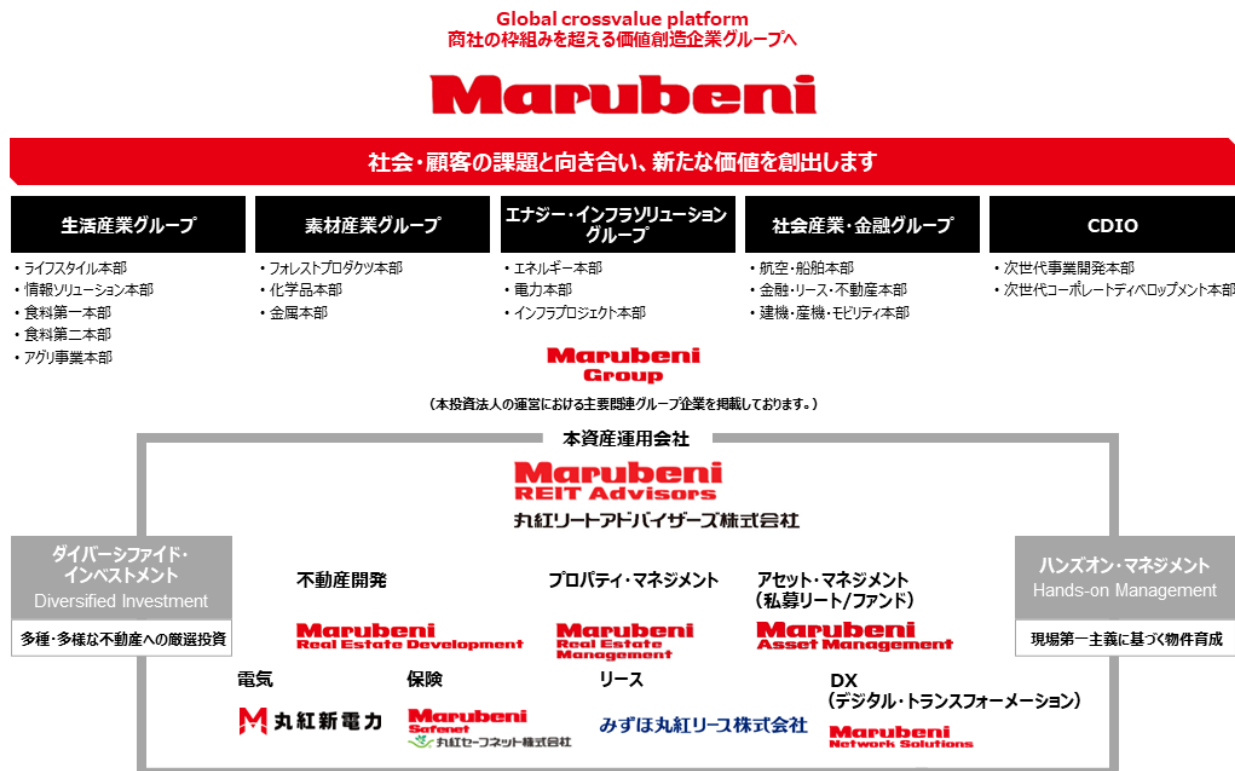 Global crossvalue platform
商社の枠組みを超える価値創造企業グループへ
Marubeni
社会・顧客の課題と向き合い、新たな価値を創出します
生活産業グループ
・ライフスタイル本部
・情報ソリューション本部
・食料第一本部
・食料第二本部
・アグリ事業本部
素材産業グループ
・フォレストプロダクツ本部
・化学品本部
・金属本部
エナジー・インフラソリューション
グループ
・エネルギー本部
・電力本部
・インフラプロジェクト本部
社会産業・金融グループ
・航空・船舶本部
・金融・リース・不動産本部
・建機・産機・モビリティ本部
CDIO
・次世代事業開発本部
・次世代コーポレートディベロップメント本部
Marubeni
Group
（本投資法人の運営における主要関連グループ企業を掲載しております。）
本資産運用会社
Marubeni
REIT Advisors
丸紅リートアドバイザーズ株式会社
ダイバーシファイド・
インベストメント
Diversified Investment
多種・多様な不動産への厳選投資
ハンズオン・マネジメント
Hands-on Management
現場第一主義に基づく物件育成
不動産開発
Marubeni
Real Estate Development
プロパティ・マネジメント
Marubeni
Real Estate
Management
アセット・マネジメント
（私募リート/ファンド）
Marubeni
Asset Management
電気
丸紅新電力
保険
Marubeni
Safenet
丸紅セーフネット株式会社
リース
みずほ丸紅リース株式会社
DX
（デジタル・トランスフォーメーション）
Marubeni
Network Solutions